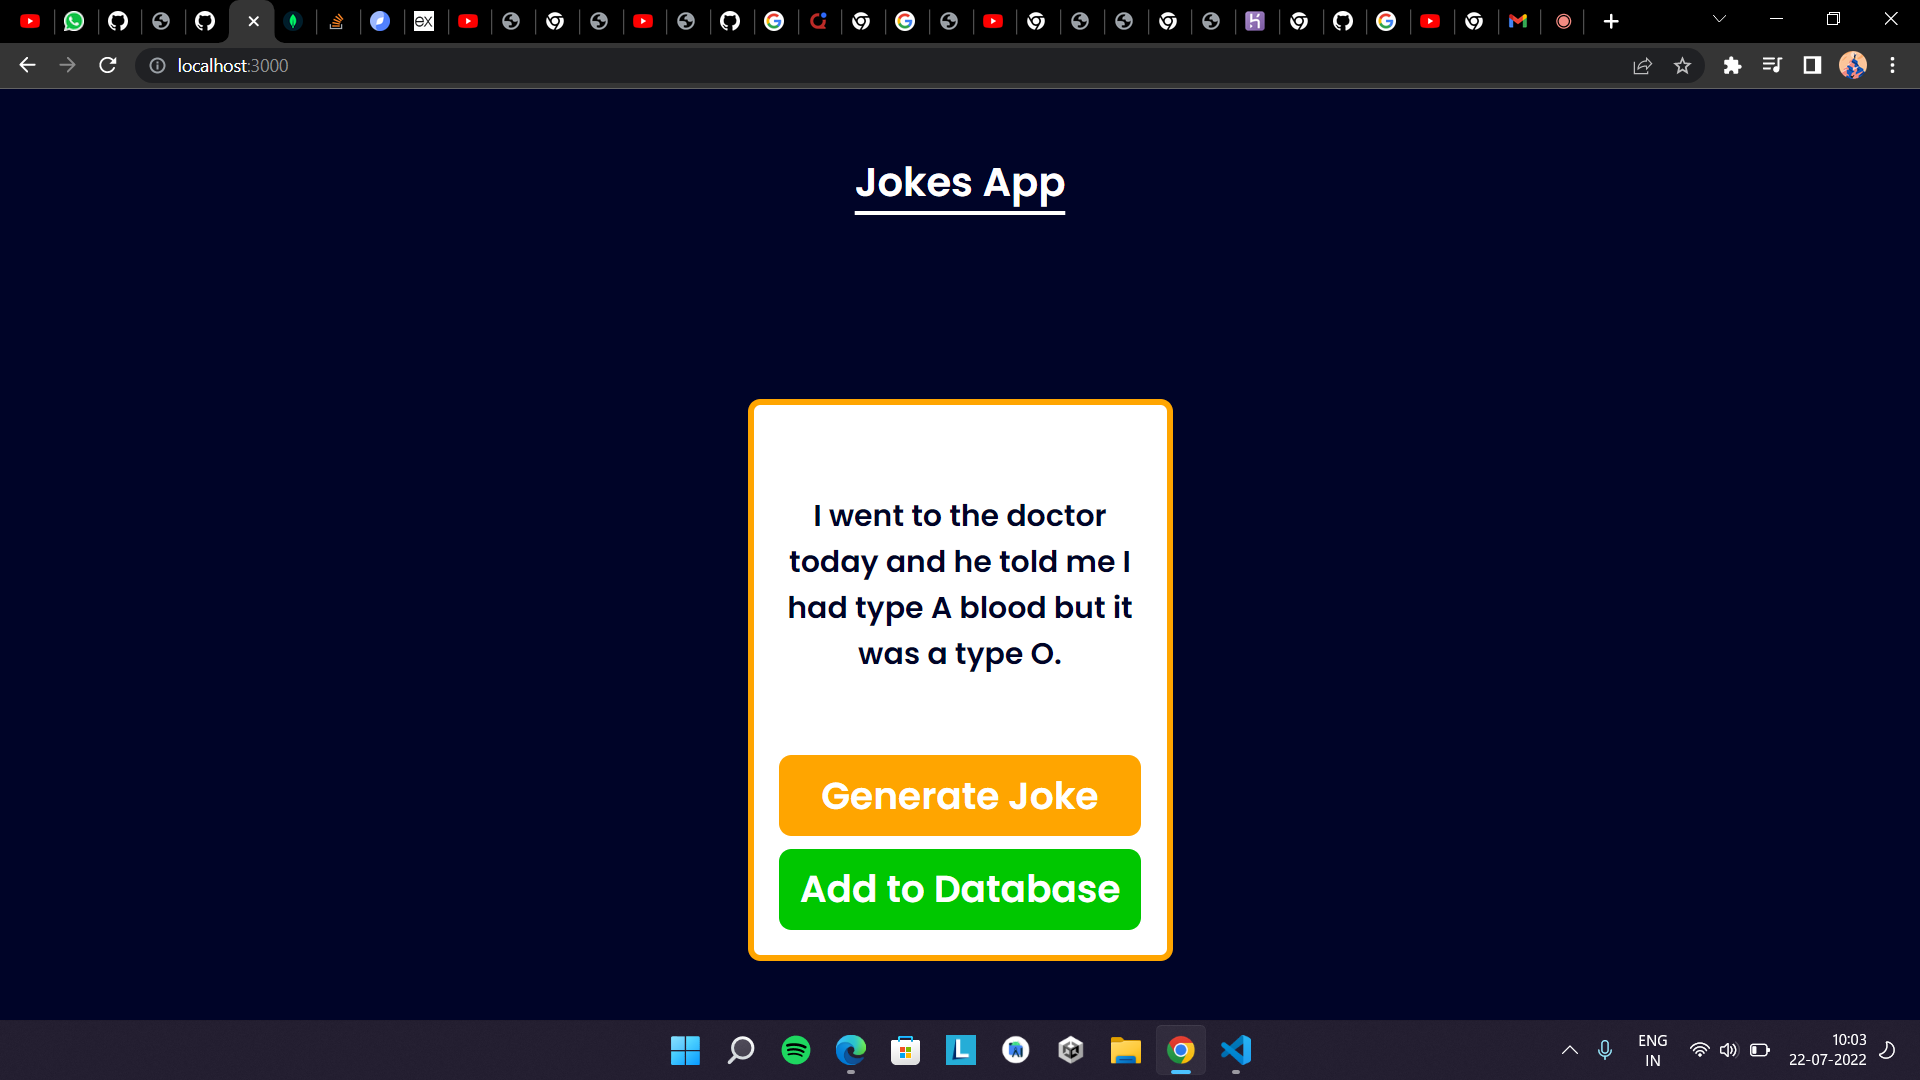 ex
localhost:3000
Jokes App
I went to the doctor
today and he told me I
had type A blood but it
was a type O.
Generate Joke
Add to Database
L
ENG
IN
10:03
22-07-2022